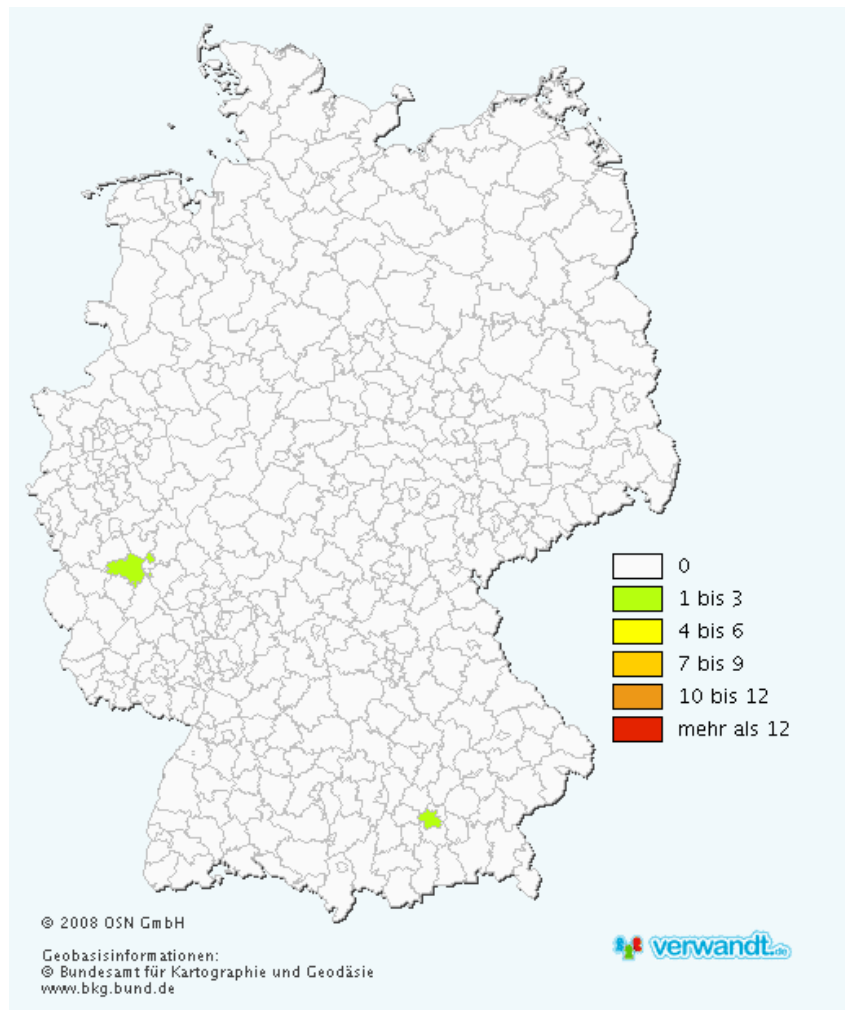 0
1 bis 3
4 bis 6
7 bis 9
10 bis 12
mehr als 12
© 2008 OSN GmbH
Geobasisinformationen:
© Bundesamt für Kartographie und Geodäsie
www.bkg.bund.de
verwandt.de